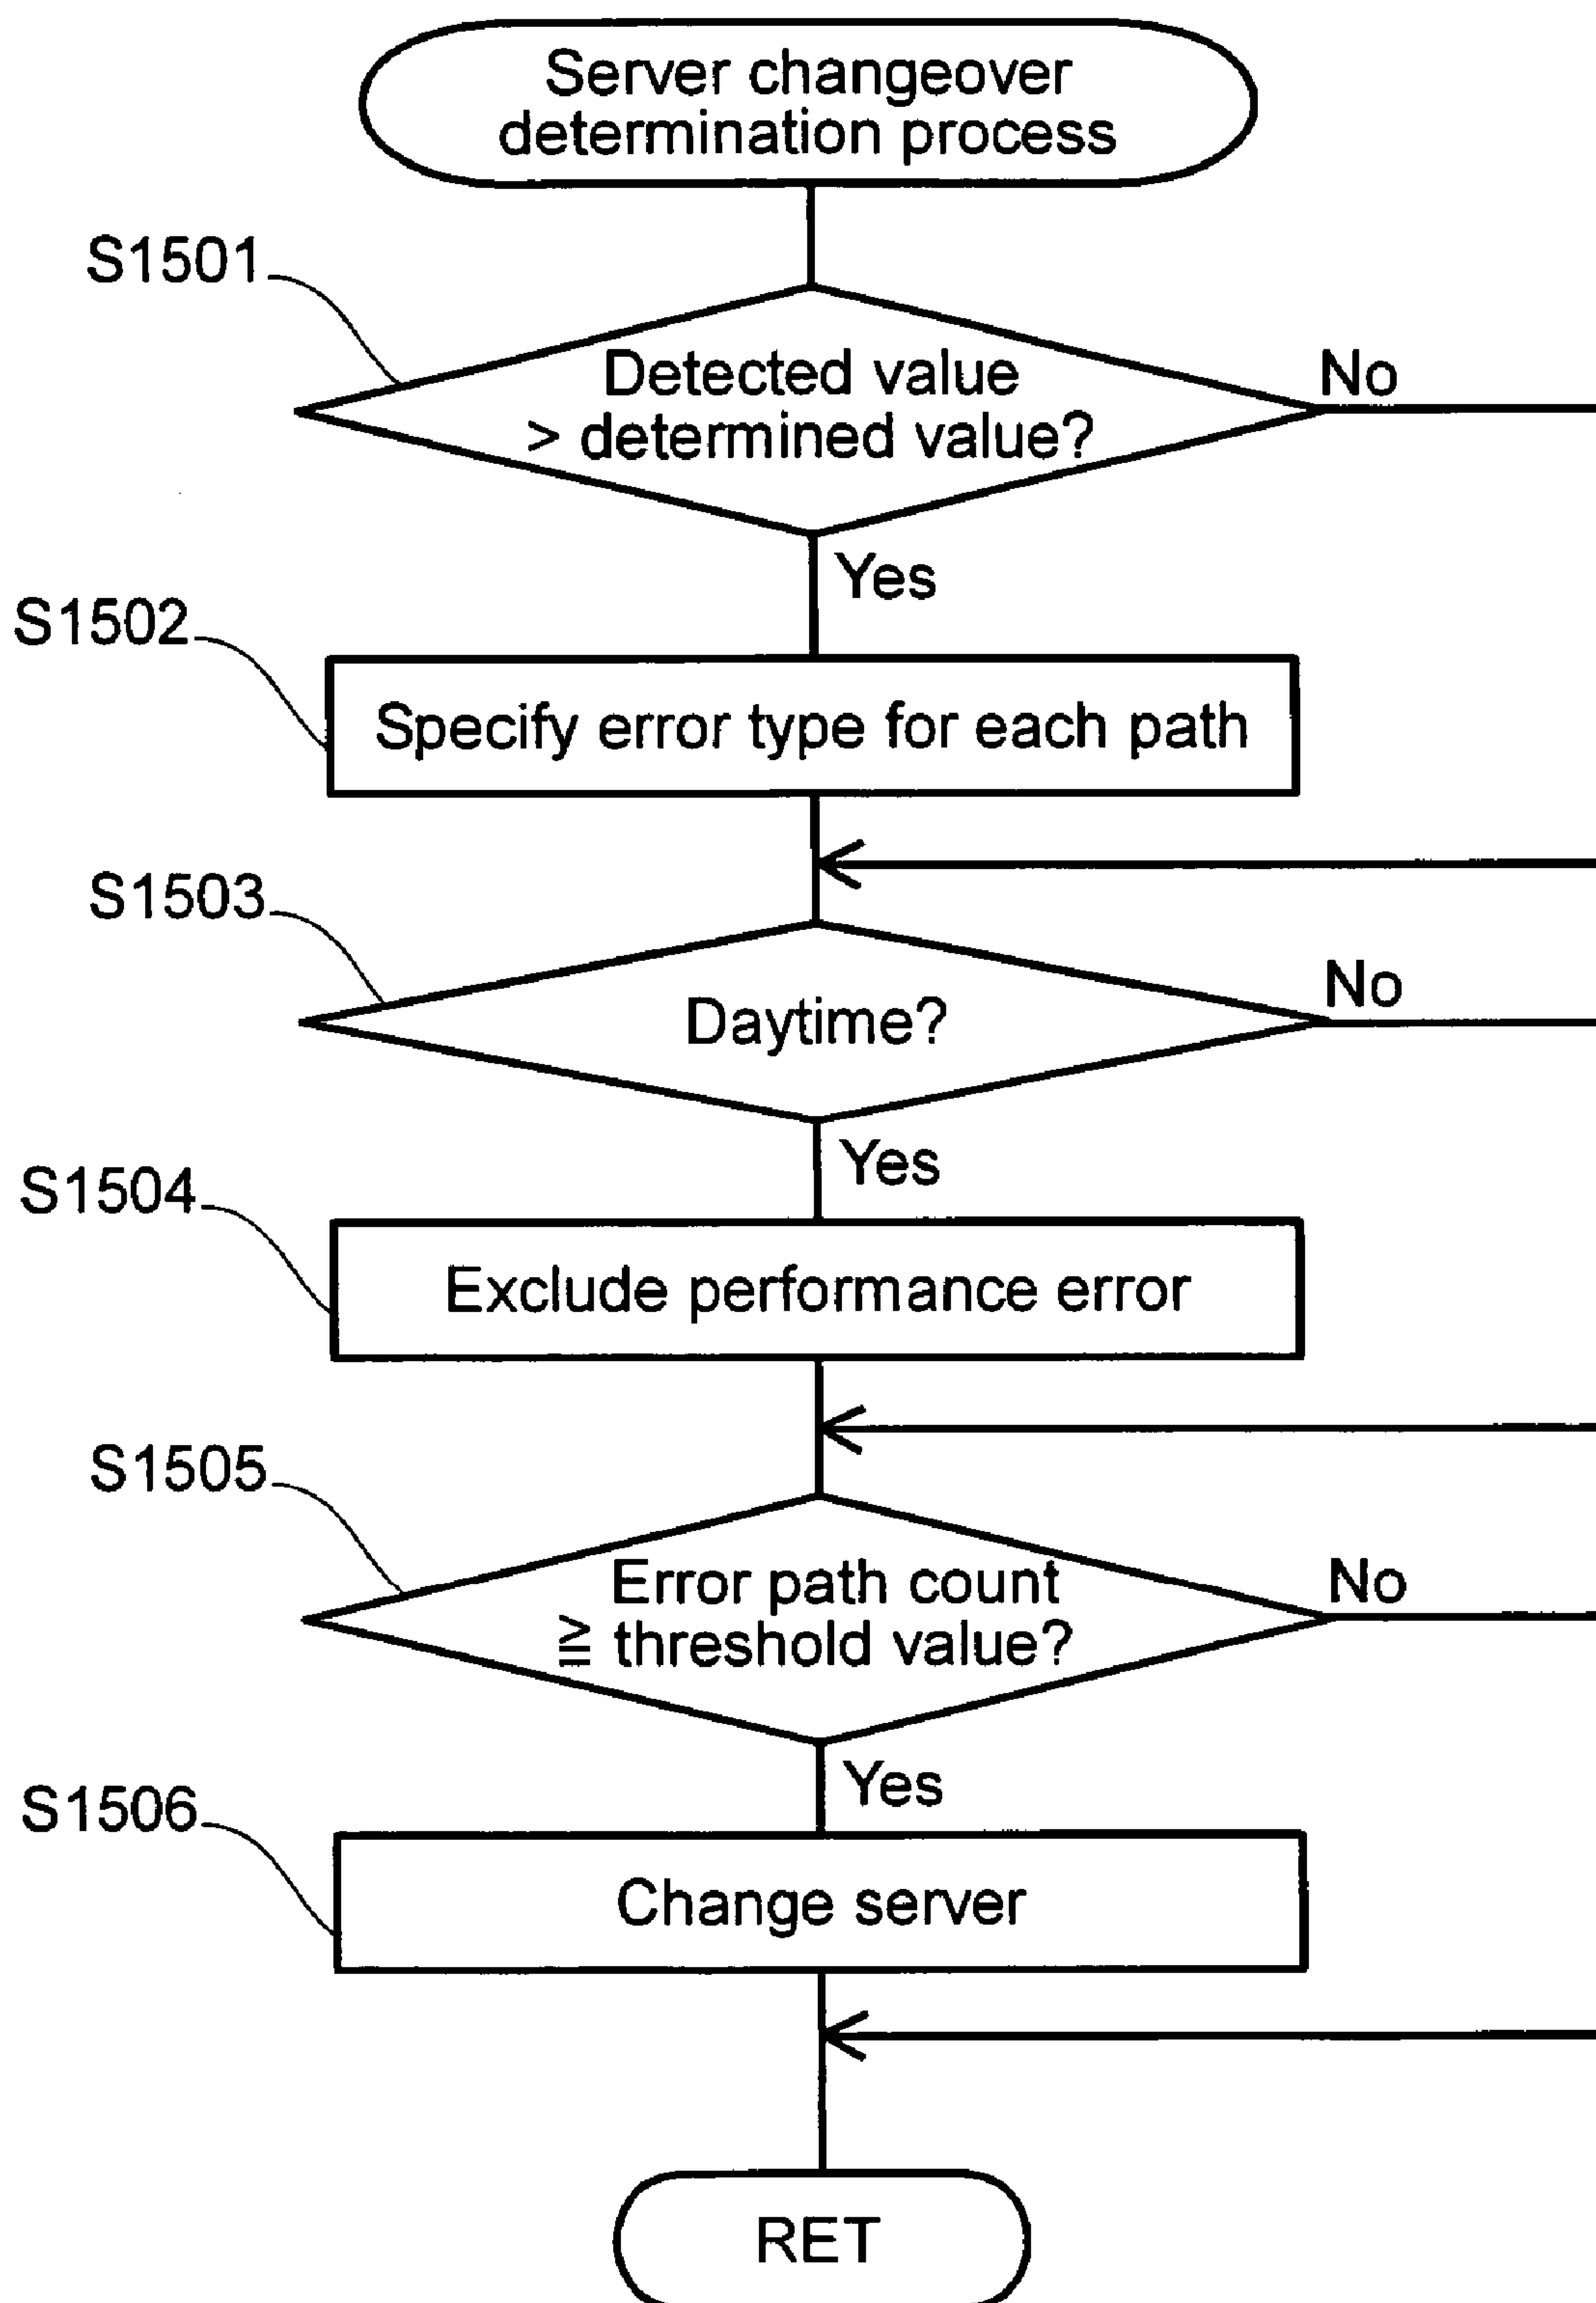 Server changeover
determination process
S1501
Detected value
> determined value?
No
Yes
S1502
Specify error type for each path
S1503
Daytime?
No
Yes
S1504
Exclude performance error
S1505
Error path count
≧ threshold value?
No
Yes
S1506
Change server
RET